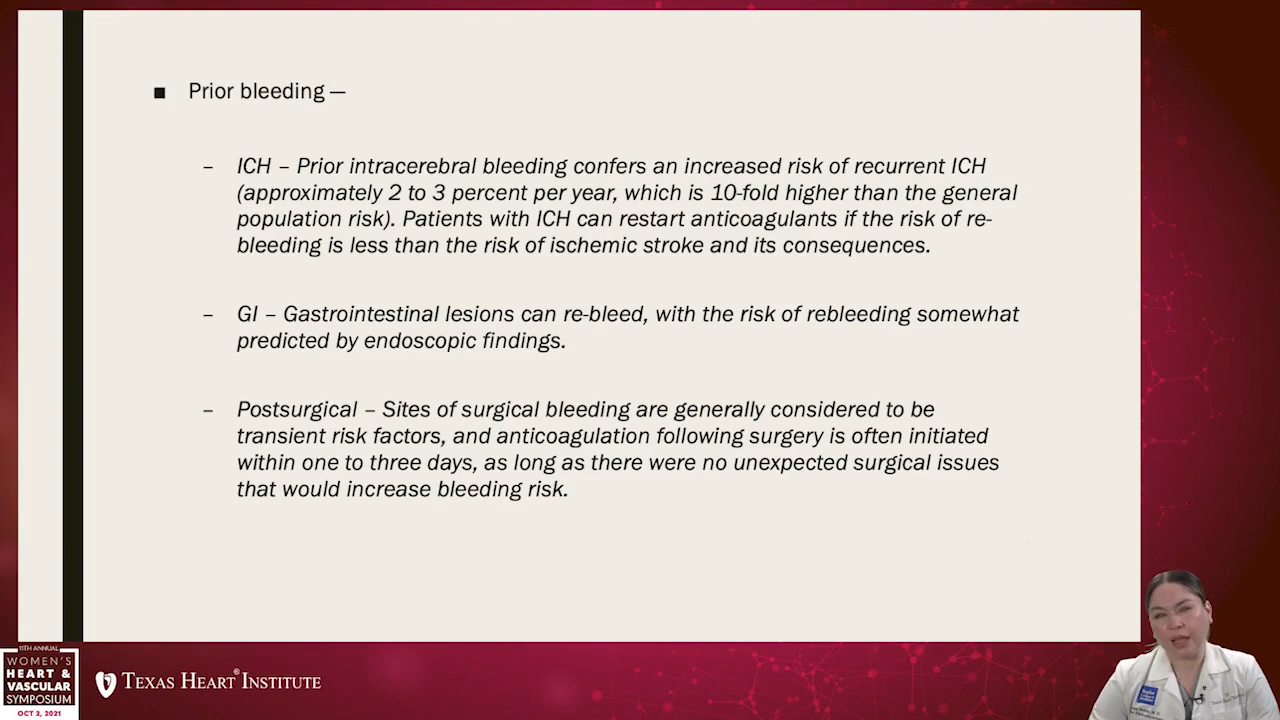 ■ Prior bleeding —
– ICH – Prior intracerebral bleeding confers an increased risk of recurrent ICH
(approximately 2 to 3 percent per year, which is 10-fold higher than the general
population risk). Patients with ICH can restart anticoagulants if the risk of re-
bleeding is less than the risk of ischemic stroke and its consequences.
– GI – Gastrointestinal lesions can re-bleed, with the risk of rebleeding somewhat
predicted by endoscopic findings.
– Postsurgical – Sites of surgical bleeding are generally considered to be
transient risk factors, and anticoagulation following surgery is often initiated
within one to three days, as long as there were no unexpected surgical issues
that would increase bleeding risk.
11TH ANNUAL
WOMEN'S
HEART &
VASCULAR
SYMPOSIUM
OCT 2, 2021
TEXAS HEART® INSTITUTE